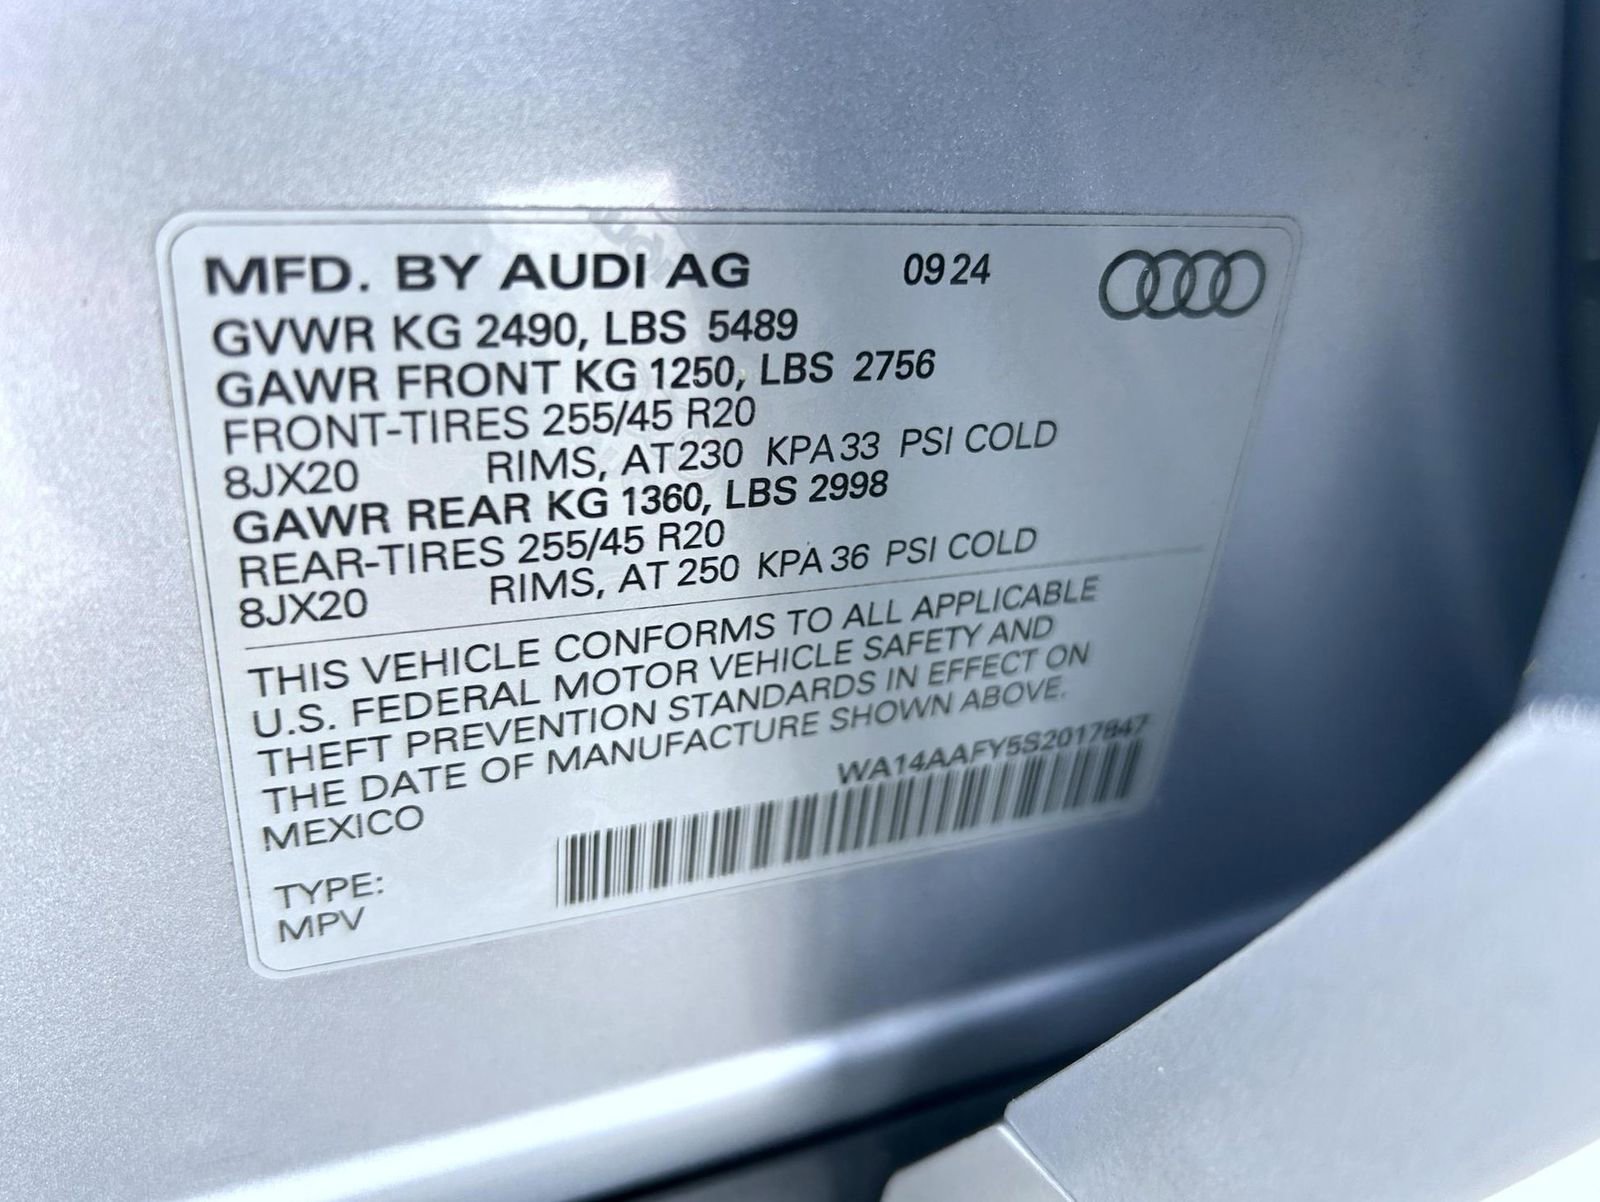 MFD. BY AUDI AG 09 24
GVWR KG 2490, LBS 5489
GAWR FRONT KG 1250, LBS 2756
FRONT-TIRES 255/45 R20
8JX20 RIMS, AT 230 KPA 33 PSI COLD
GAWR REAR KG 1360, LBS 2998
REAR-TIRES 255/45 R20
8JX20 RIMS, AT 250 KPA 36 PSI COLD
THIS VEHICLE CONFORMS TO ALL APPLICABLE
U.S. FEDERAL MOTOR VEHICLE SAFETY AND
THEFT PREVENTION STANDARDS IN EFFECT ON
THE DATE OF MANUFACTURE SHOWN ABOVE.
MEXICO WA14AAFY5S2017847
TYPE:
MPV